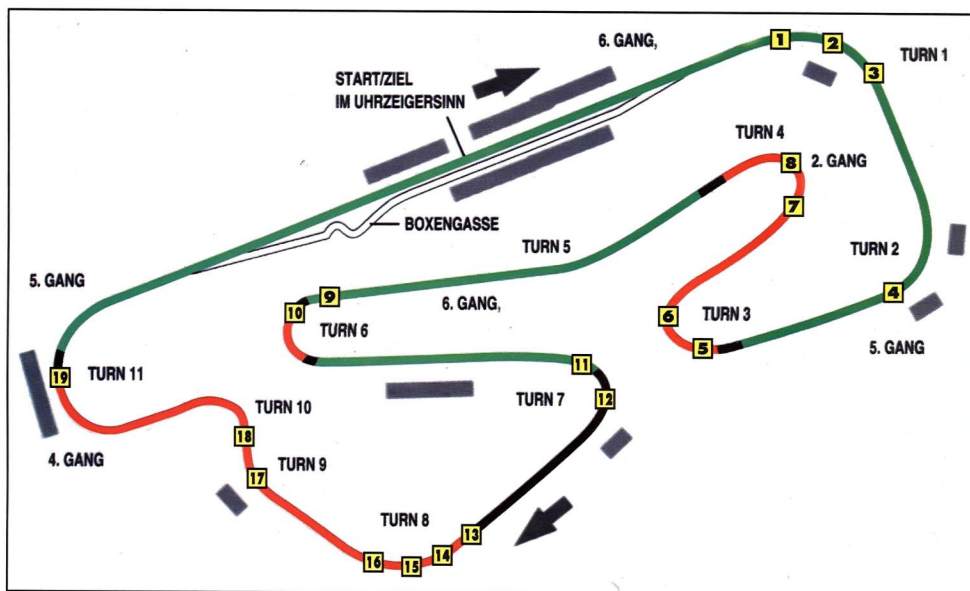 6. GANG,
1
2
3
TURN 1
START/ZIEL
IM UHRZEIGERSINN
TURN 4
8
2. GANG
7
BOXENGASSE
TURN 5
TURN 2
4
5. GANG
9
6. GANG,
10
TURN 6
6
TURN 3
5
5. GANG
11
19
TURN 11
TURN 7
12
TURN 10
18
4. GANG
17
TURN 9
TURN 8
13
14
16
15